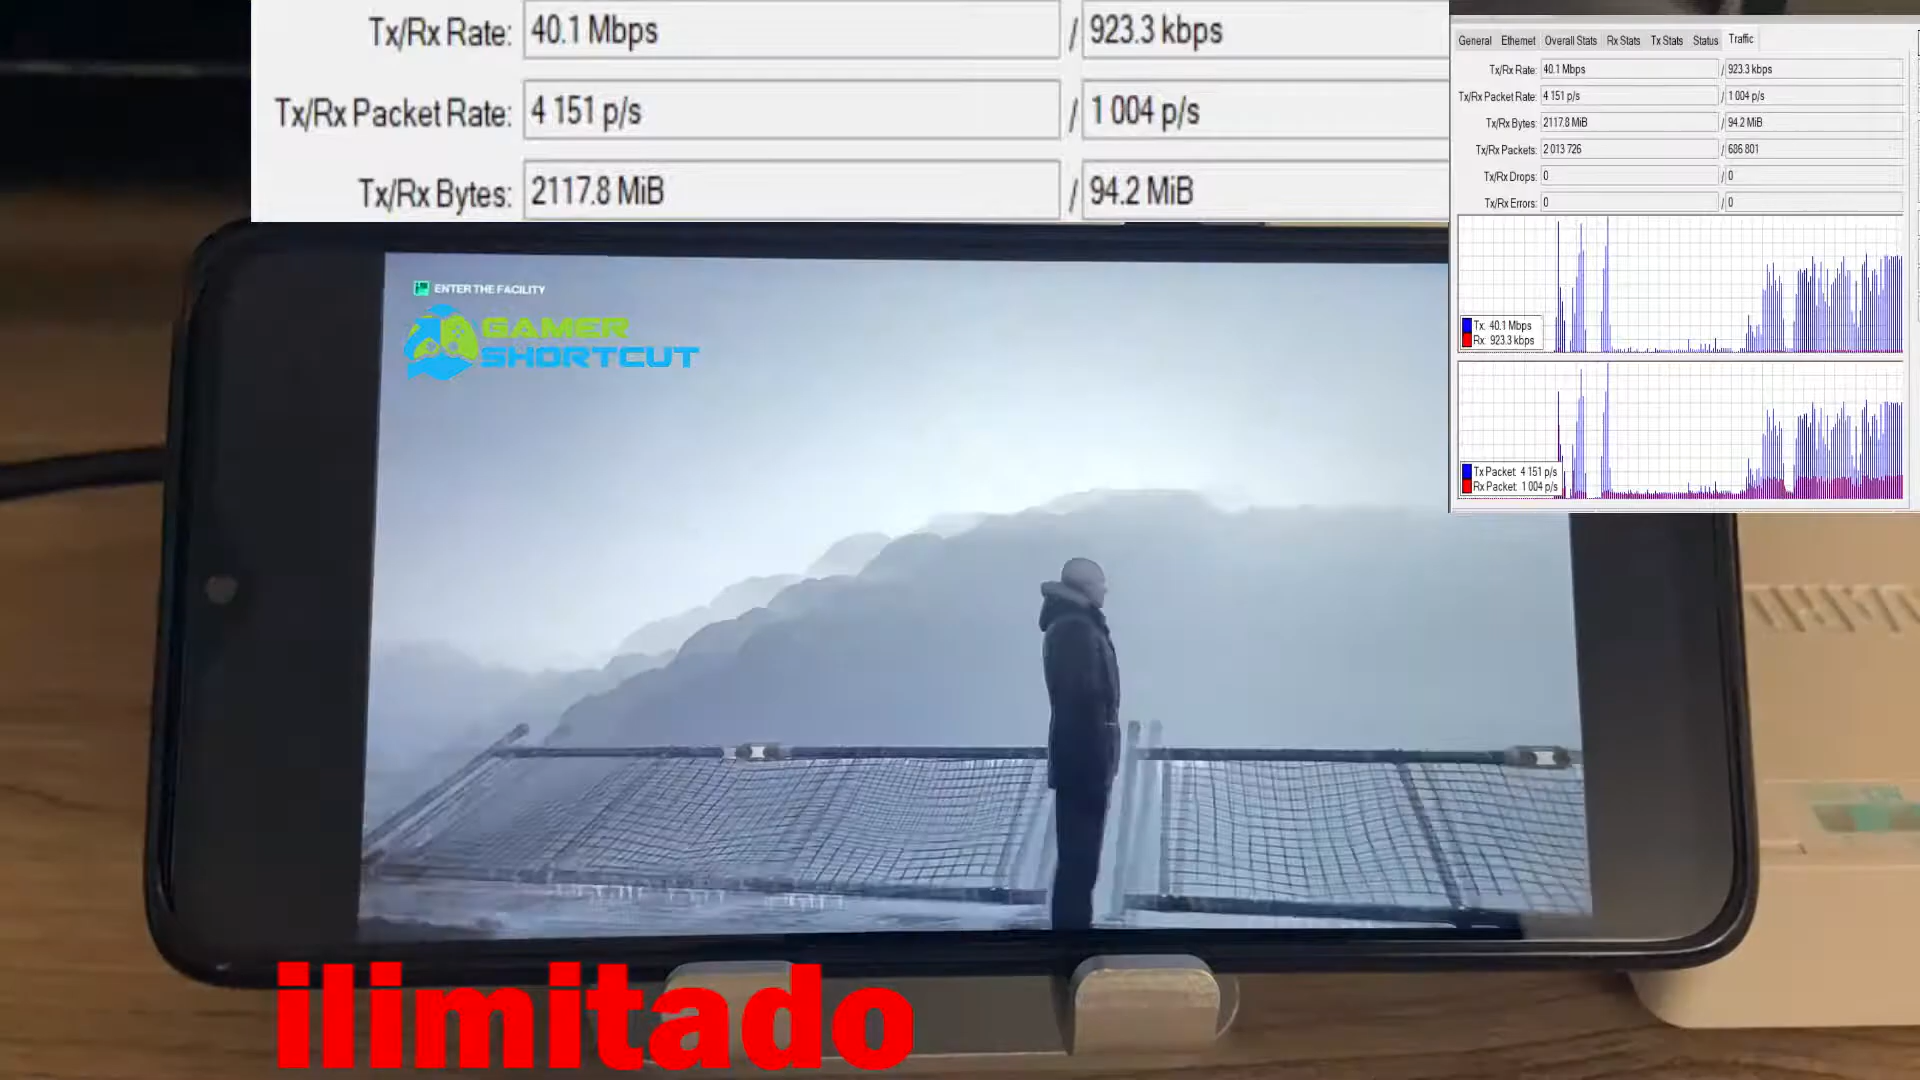 Tx/Rx Rate: 40.1 Mbps / 923.3 kbps
Tx/Rx Packet Rate: 4 151 p/s / 1 004 p/s
Tx/Rx Bytes: 2117.8 MiB / 94.2 MiB
General Ethernet Overall Stats Rx Stats Tx Stats Status Traffic
Tx/Rx Rate: 40.1 Mbps / 923.3 kbps
Tx/Rx Packet Rate: 4 151 p/s / 1 004 p/s
Tx/Rx Bytes: 2117.8 MiB / 94.2 MiB
Tx/Rx Packets: 2 013 726 / 686 801
Tx/Rx Drops: 0 / 0
Tx/Rx Errors: 0 / 0
Tx: 40.1 Mbps
Rx: 923.3 kbps
Tx Packet: 4 151 p/s
Rx Packet: 1 004 p/s
ENTER THE FACILITY
GAMER
SHORTCUT
ilimitado